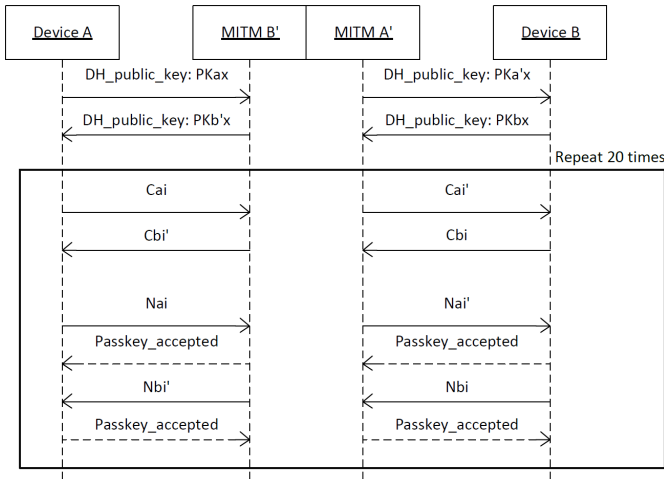 Device A
MITM B'
MITM A'
Device B
DH_public_key: PKax
DH_public_key: PKa'x
DH_public_key: PKb'x
DH_public_key: PKbx
Repeat 20 times
Cai
Cai'
Cbi'
Cbi
Nai
Nai'
Passkey_accepted
Passkey_accepted
Nbi'
Nbi
Passkey_accepted
Passkey_accepted